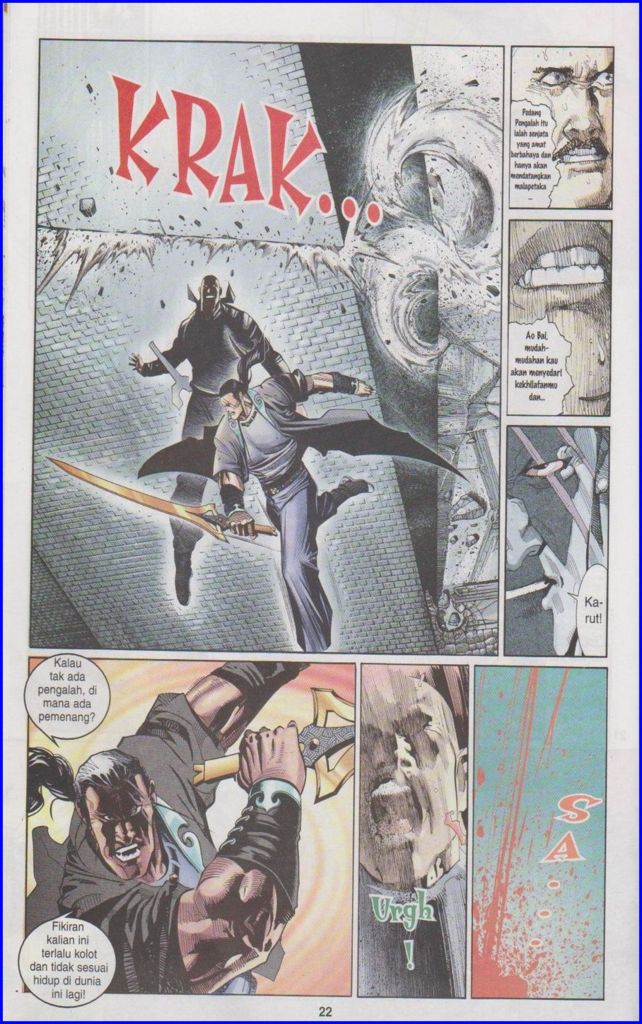 KRAK...
Pedang
Pengalah itu
ialah senjata
yang amat
berbahaya dan
hanya akan
mendatangkan
malapetaka
Ao Bai,
mudah-
mudahan kau
akan menyedari
kekhilafanmu
dan...
Ka-
rut!
Kalau
tak ada
pengalah, di
mana ada
pemenang?
Fikiran
kalian ini
terlalu kolot
dan tidak sesuai
hidup di dunia
ini lagi!
Urgh
!
SA...
22